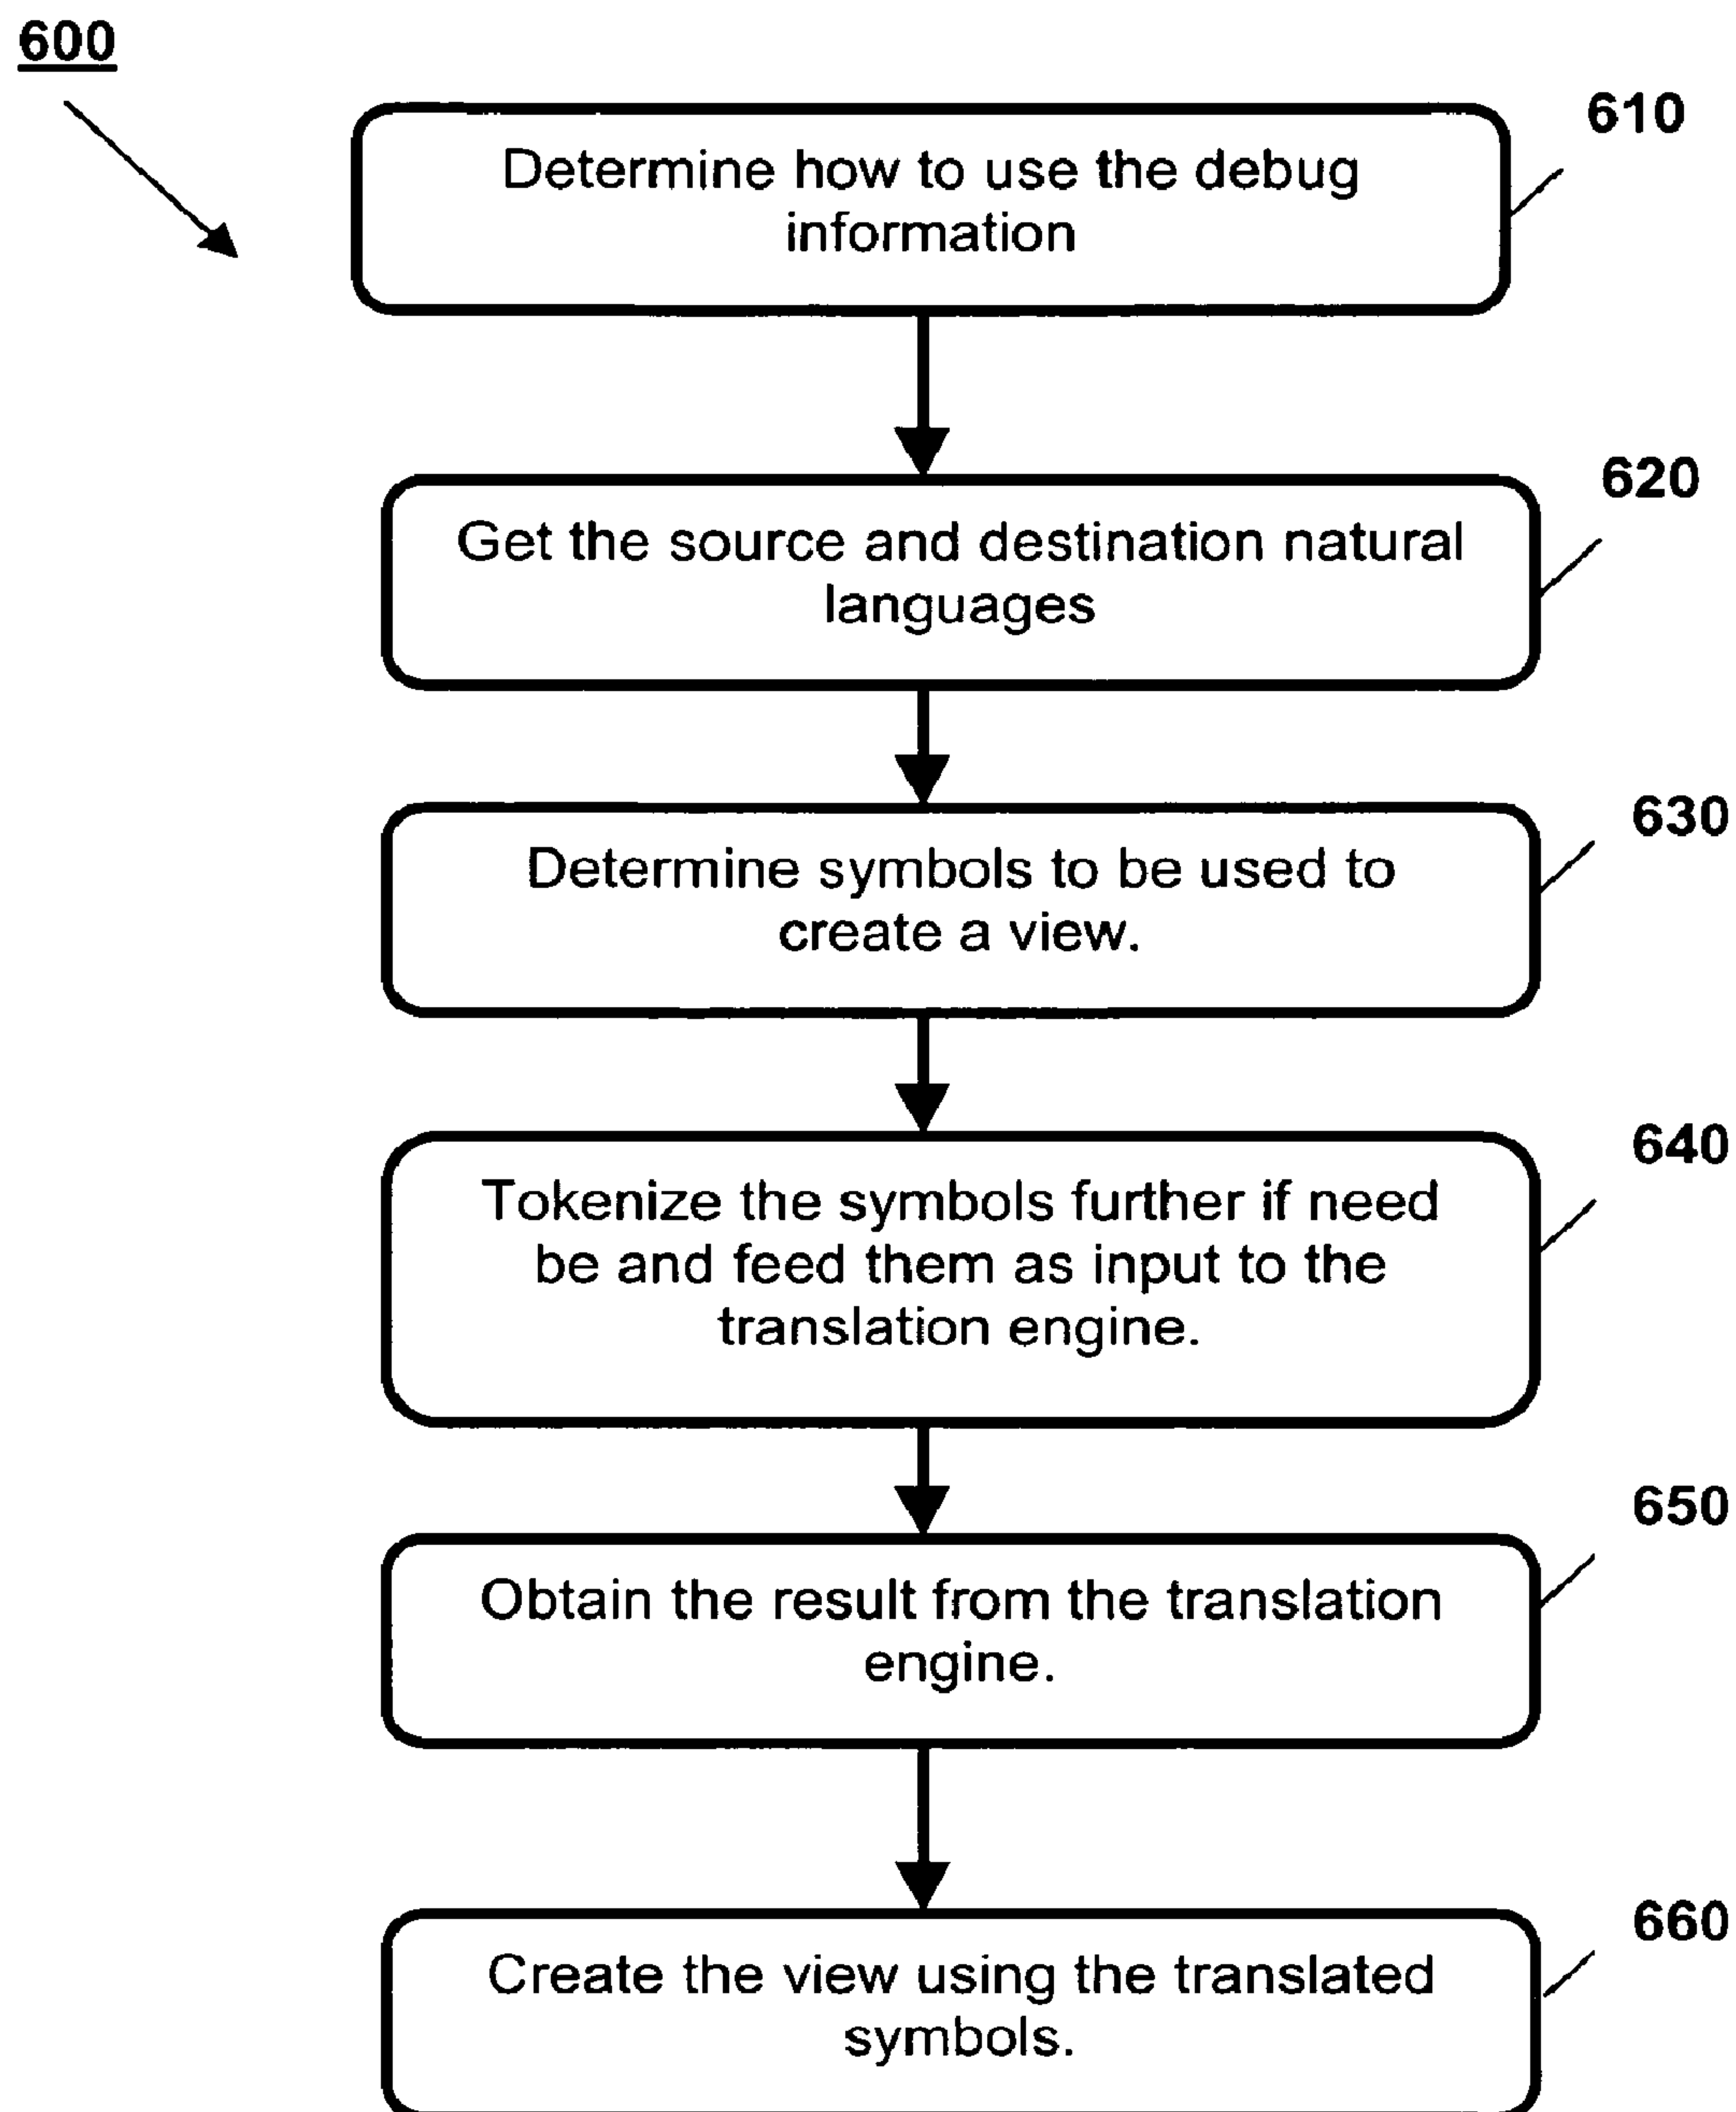 600
610
Determine how to use the debug
information
620
Get the source and destination natural
languages
630
Determine symbols to be used to
create a view.
640
Tokenize the symbols further if need
be and feed them as input to the
translation engine.
650
Obtain the result from the translation
engine.
660
Create the view using the translated
symbols.